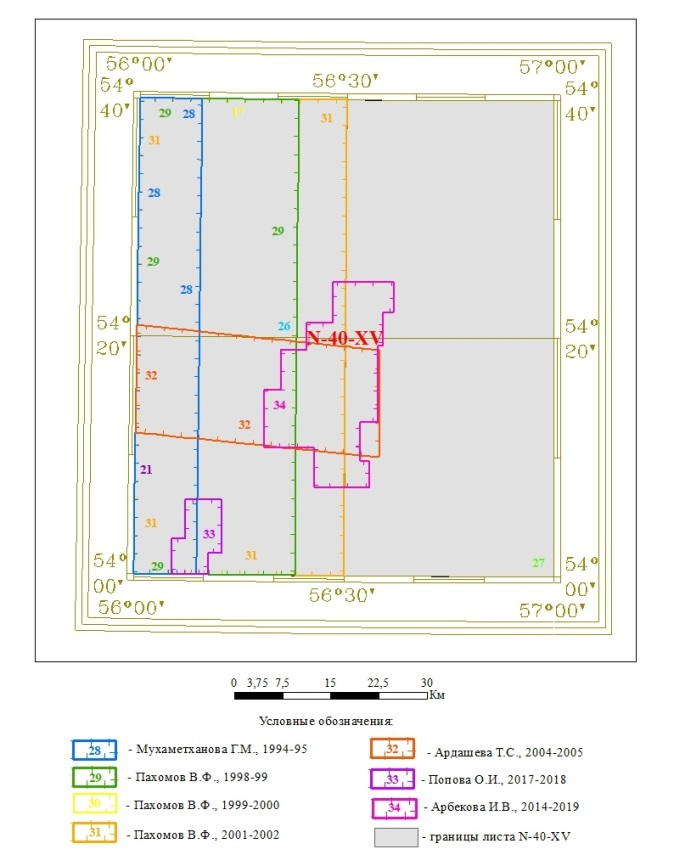 56°00' 56°30' 57°00'
54° 54°
40' 40'
29 28 31
31
28
29
29
28
26
54° N-40-XV 54°
20' 20'
32
34
32
21
33
31 31
29 27
54° 54°
00' 00'
56°00' 56°30' 57°00'
0 3,75 7,5 15 22,5 30
Км
Условные обозначения:
28 - Мухаметханова Г.М., 1994-95
29 - Пахомов В.Ф., 1998-99
30 - Пахомов В.Ф., 1999-2000
31 - Пахомов В.Ф., 2001-2002
32 - Ардашева Т.С., 2004-2005
33 - Попова О.И., 2017-2018
34 - Арбекова И.В., 2014-2019
- границы листа N-40-XV